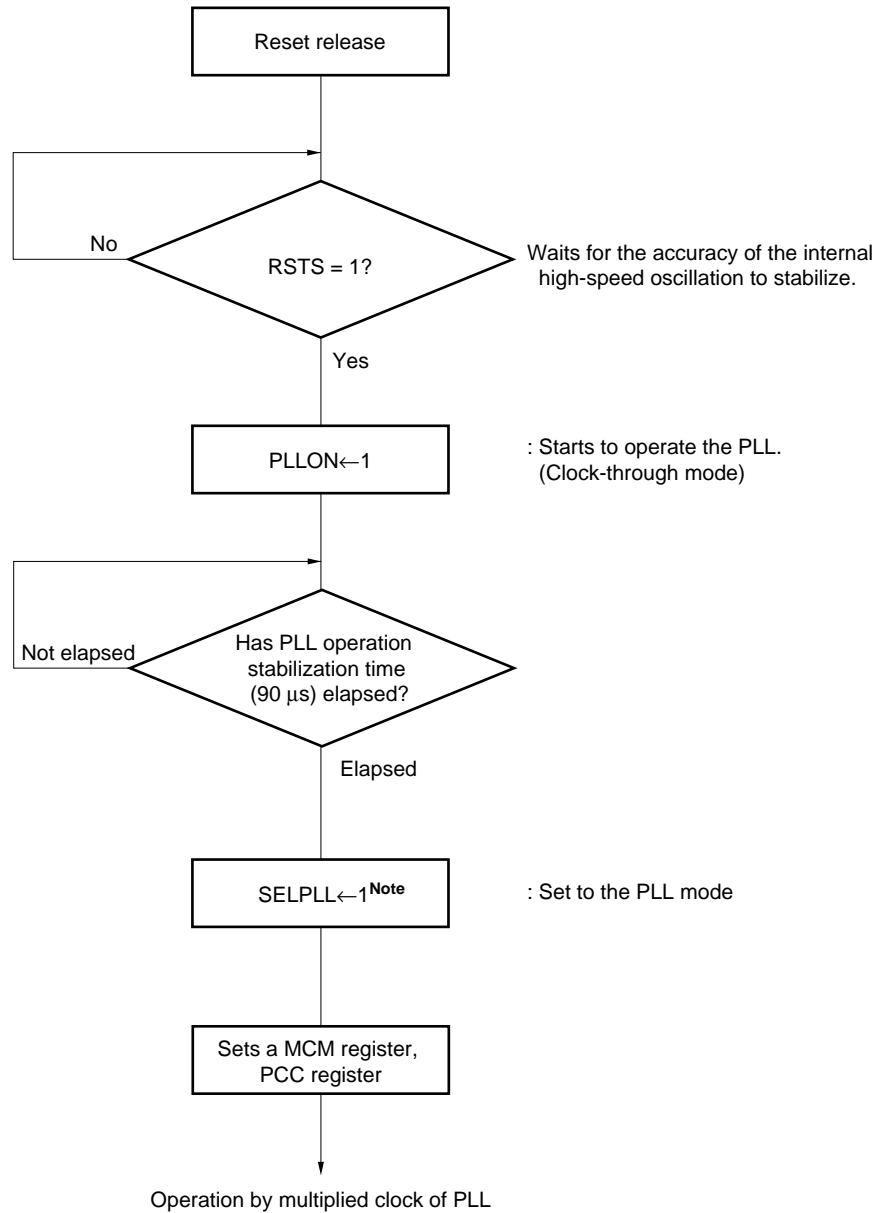 Reset release
No
RSTS = 1?
Waits for the accuracy of the internal
high-speed oscillation to stabilize.
Yes
PLLON←1
: Starts to operate the PLL.
(Clock-through mode)
Not elapsed
Has PLL operation
stabilization time
(90 μs) elapsed?
Elapsed
SELPLL←1Note
: Set to the PLL mode
Sets a MCM register,
PCC register
Operation by multiplied clock of PLL